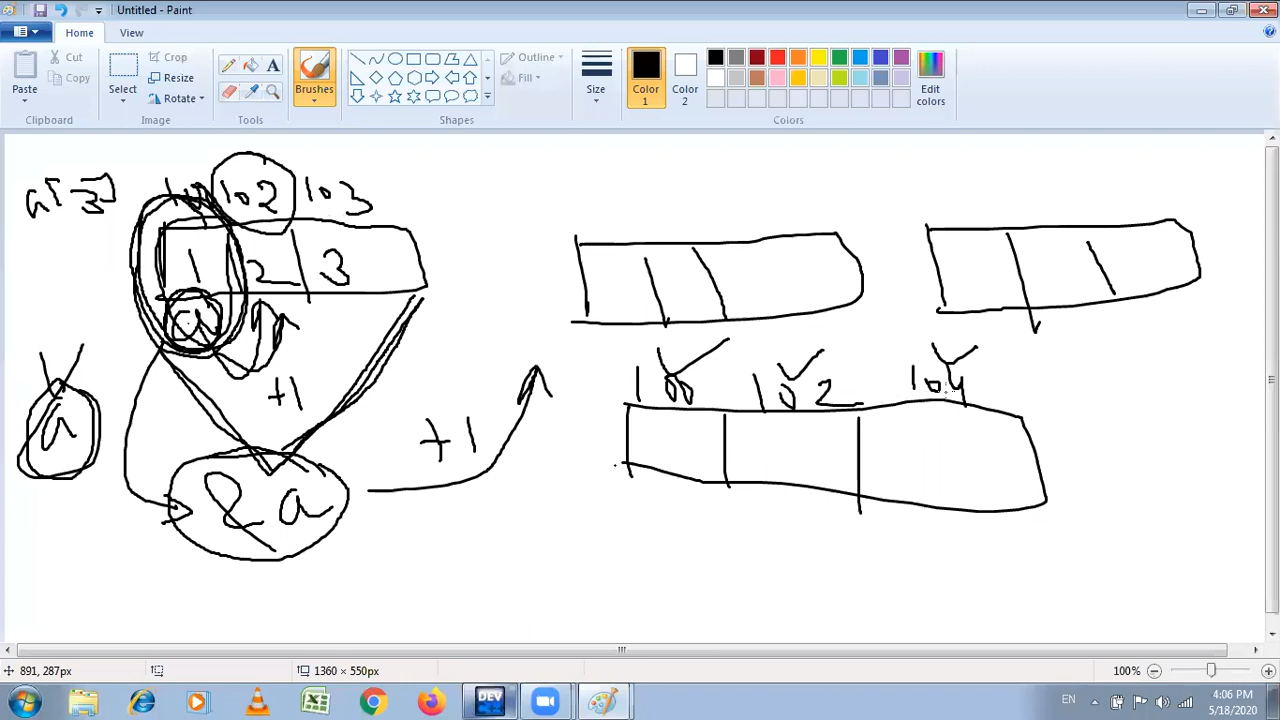 Untitled - Paint
Home
View
Paste
Cut
Copy
Clipboard
Select
Crop
Resize
Rotate
Image
Tools
Brushes
Shapes
Outline
Fill
Size
Color 1
Color 2
Edit colors
Colors
a[3]
102
103
1
2
3
a
+1
a
&a
+1
100
102
104
891, 287px
1360 × 550px
100%
DEV
EN
4:06 PM
5/18/2020